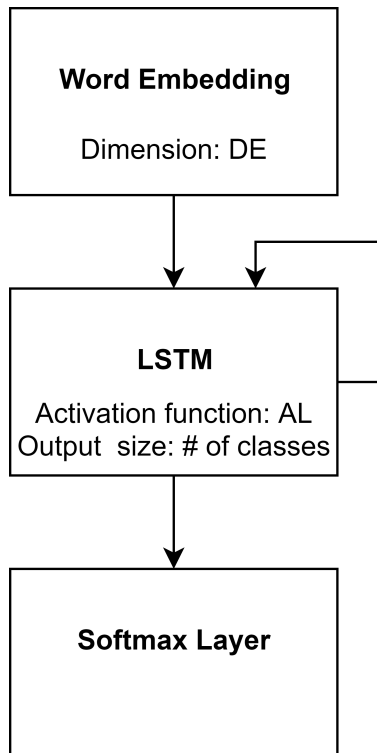 Word Embedding
Dimension: DE
LSTM
Activation function: AL
Output size: # of classes
Softmax Layer